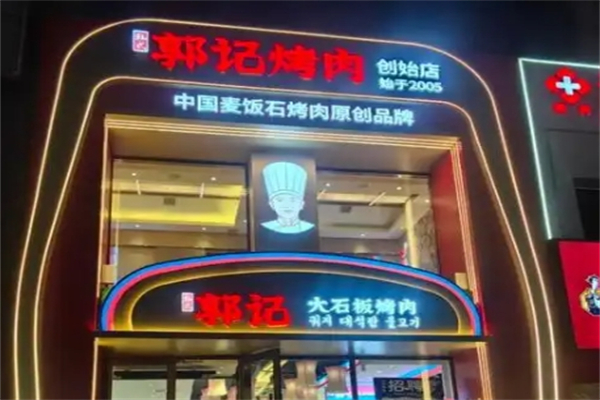 郭记烤肉
创始店
始于2005
中国麦饭石烤肉原创品牌
郭记
大石板烤肉
궈지 대석판 불고기
招聘